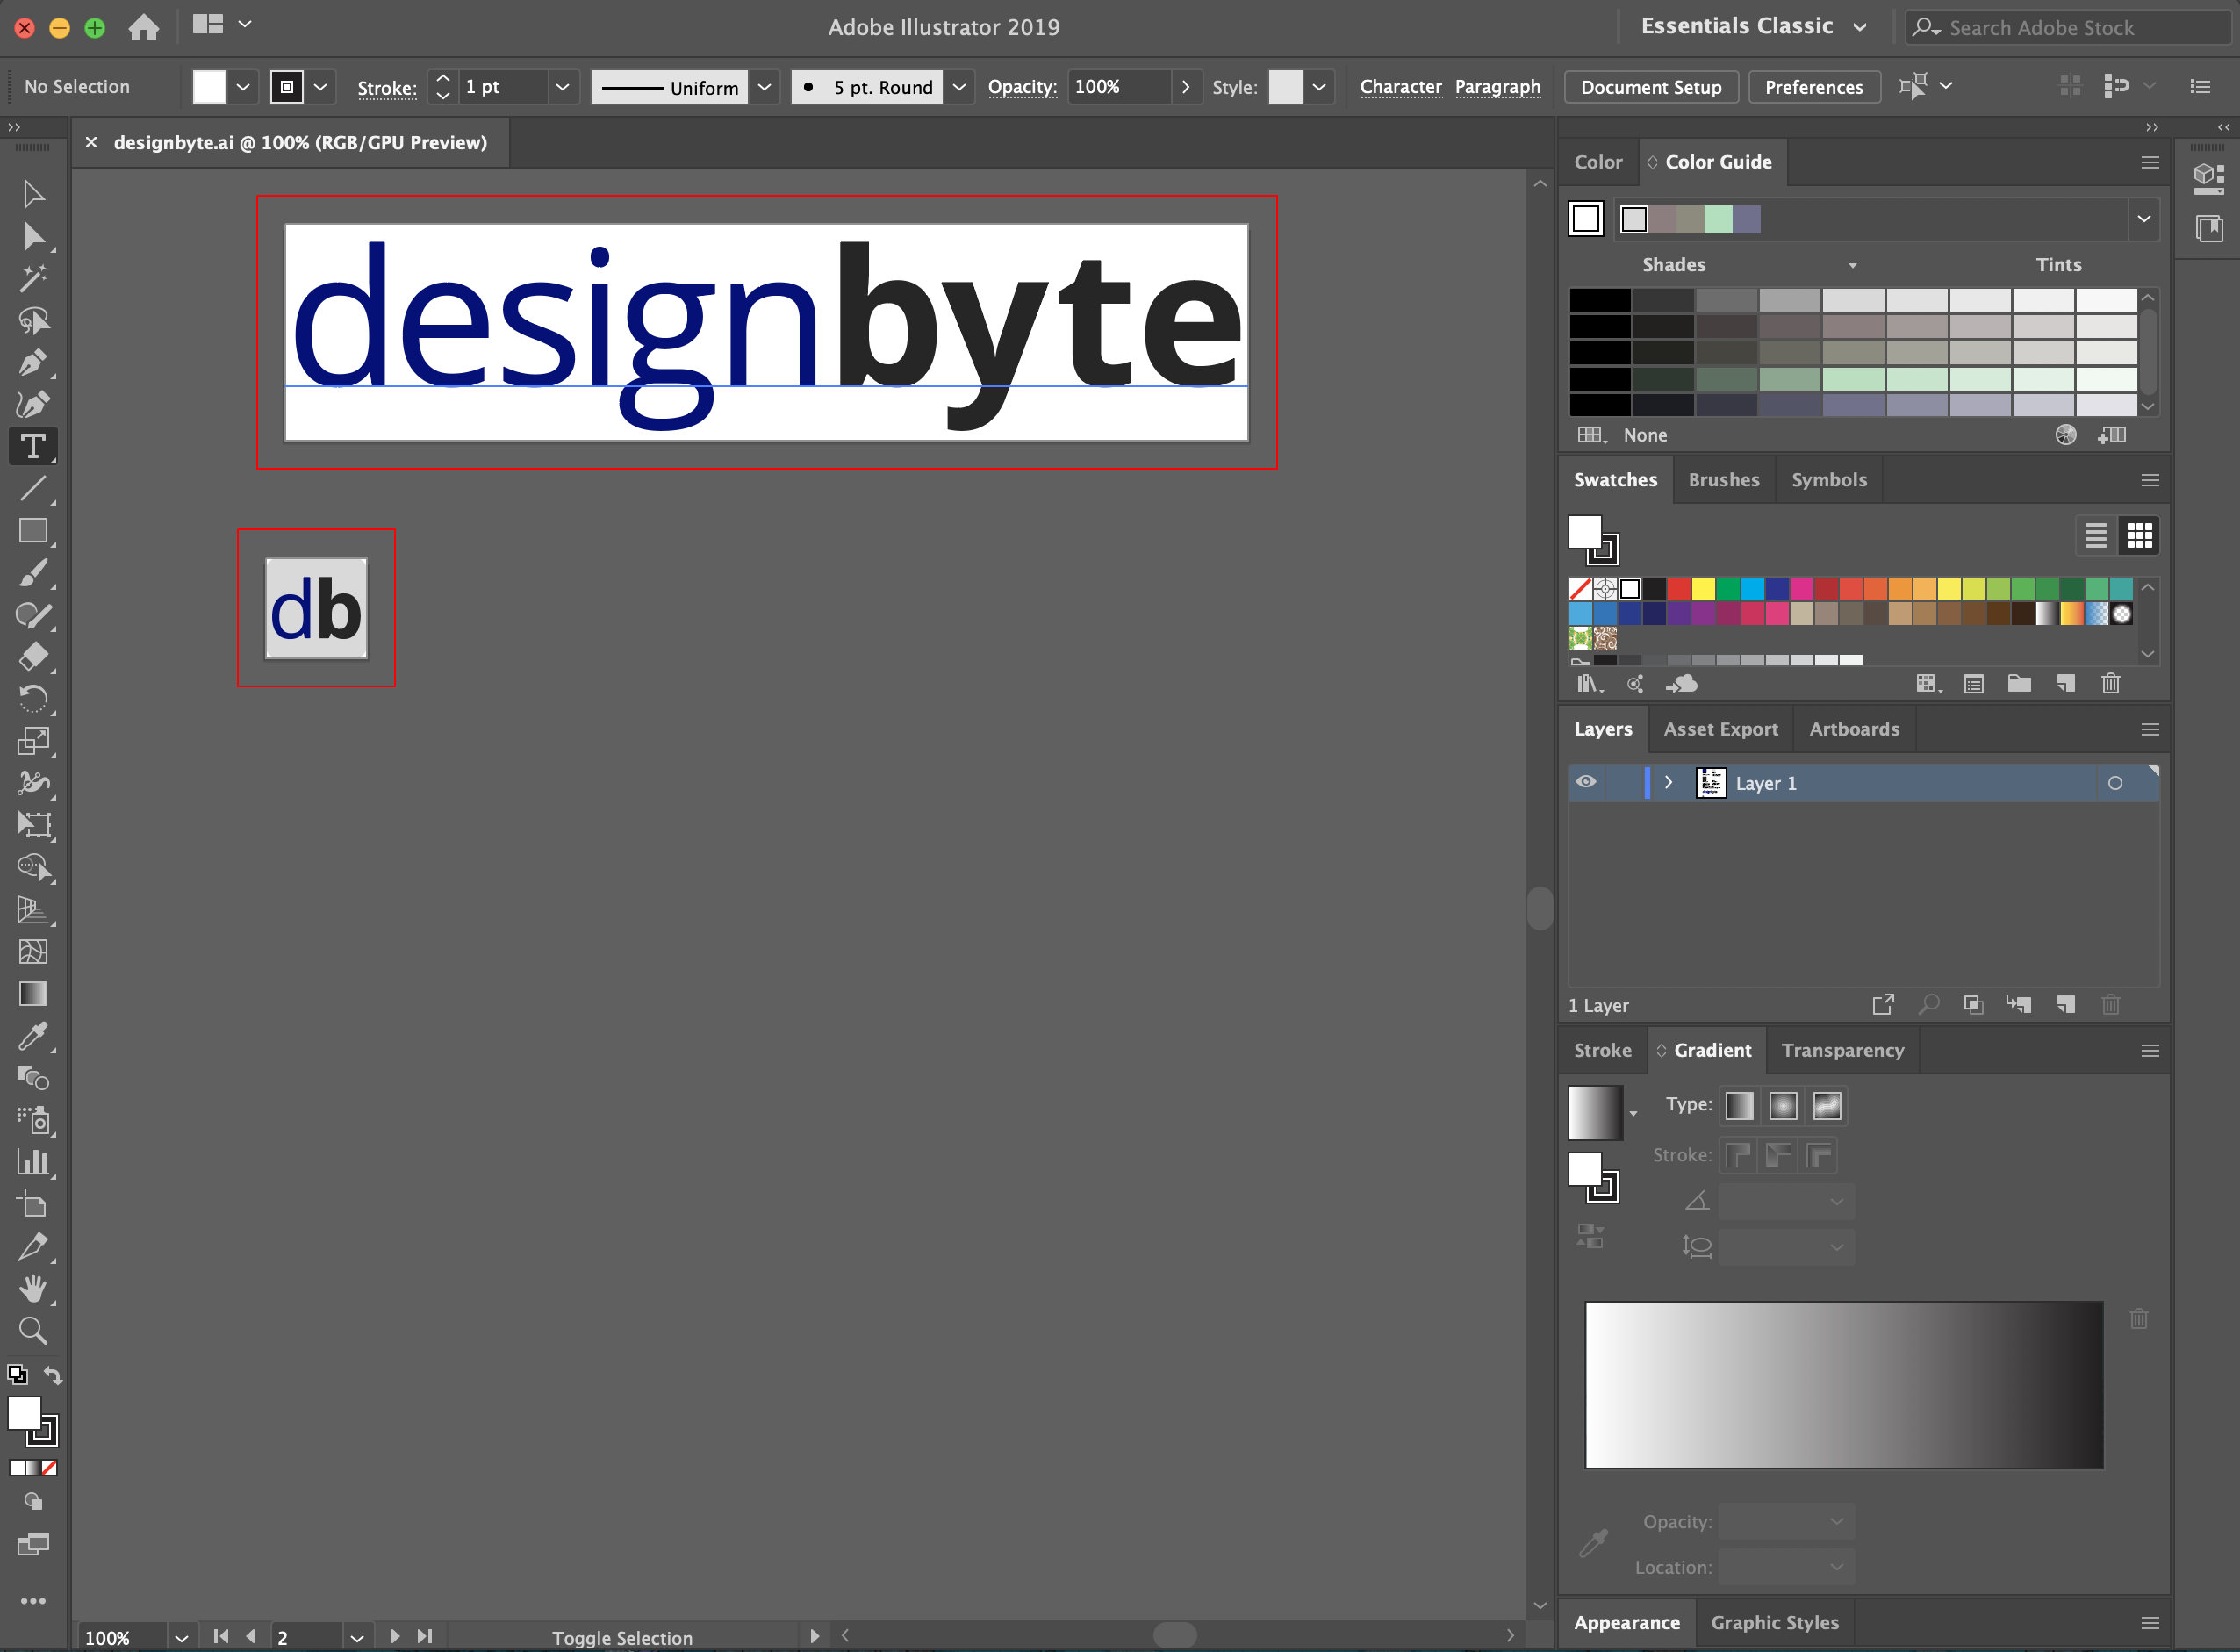 Adobe Illustrator 2019
Essentials Classic
Search Adobe Stock
No Selection
Stroke:
1 pt
Uniform
5 pt. Round
Opacity:
100%
Style:
Character
Paragraph
Document Setup
Preferences
designbyte.ai @ 100% (RGB/GPU Preview)
designbyte
db
Color
Color Guide
Shades
Tints
None
Swatches
Brushes
Symbols
Layers
Asset Export
Artboards
Layer 1
1 Layer
Stroke
Gradient
Transparency
Type:
Stroke:
Opacity:
Location:
Appearance
Graphic Styles
100%
2
Toggle Selection